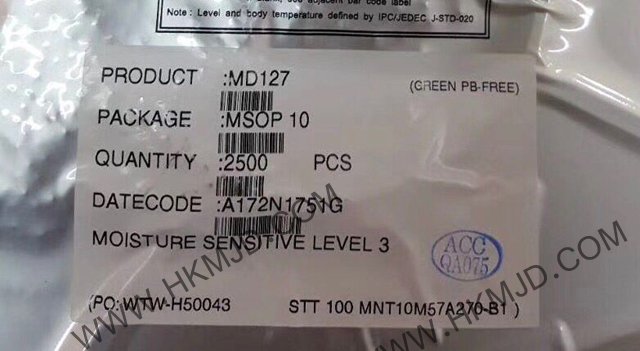 Note : Level and body temperature defined by IPC/JEDEC J-STD-020
PRODUCT :MD127 (GREEN PB-FREE)
PACKAGE :MSOP 10
QUANTITY :2500 PCS
DATECODE :A172N1751G
MOISTURE SENSITIVE LEVEL 3
ACC
QA075
(PO: WTW-H50043 STT 100 MNT10M57A270-B1 )
WWW.HKMJD.COM
WWW.HKMJD.COM